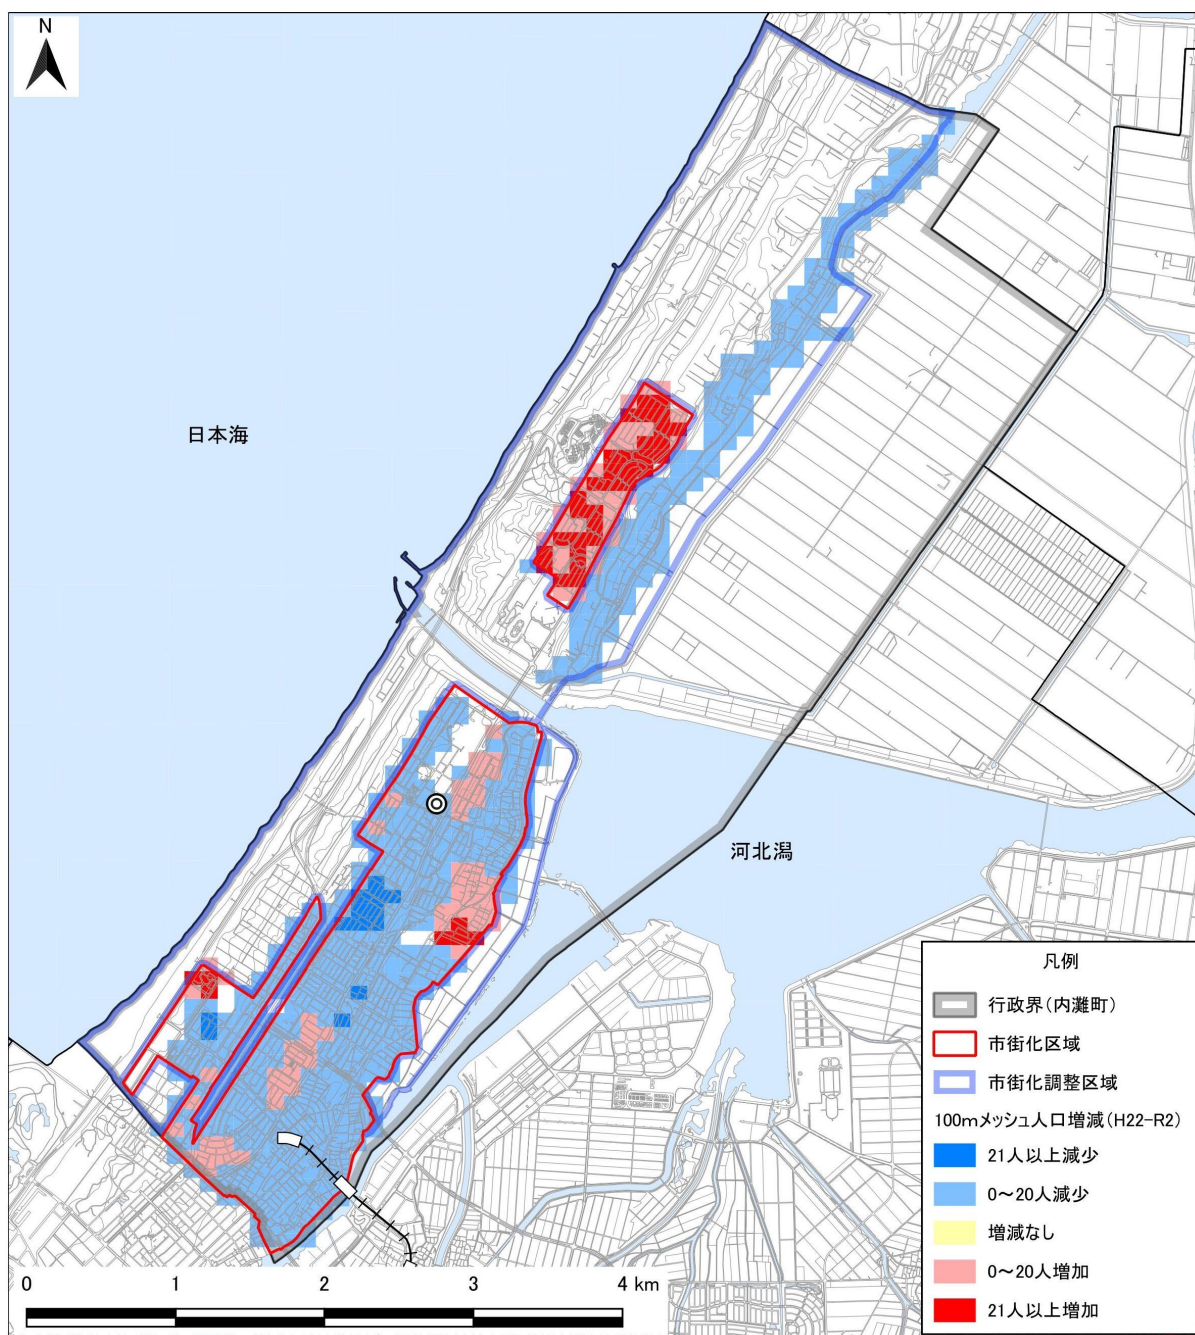 N
日本海
河北潟
凡例
行政界(内灘町)
市街化区域
市街化調整区域
100mメッシュ人口増減(H22-R2)
21人以上減少
0～20人減少
増減なし
0～20人増加
21人以上増加
0 1 2 3 4 km